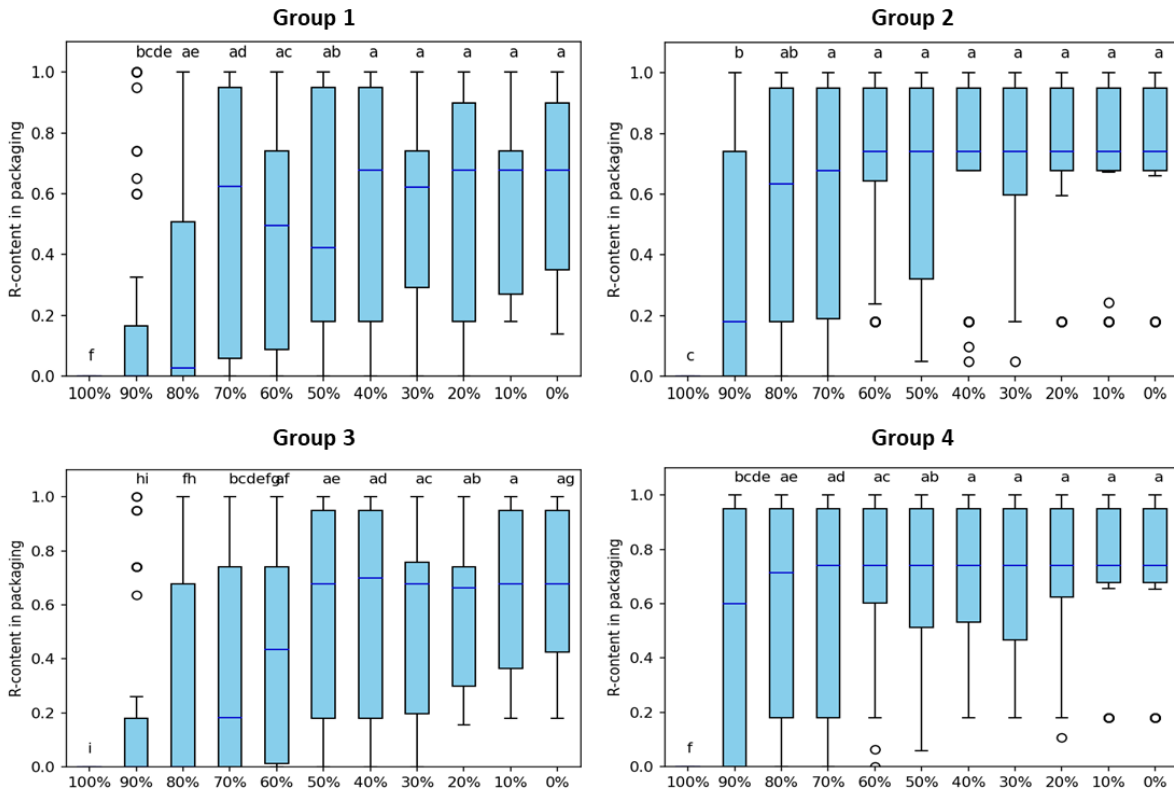 Group 1
bcde ae ad ac ab a a a a a
1.0
0.8
0.6
0.4
0.2
0.0
R-content in packaging
f
100% 90% 80% 70% 60% 50% 40% 30% 20% 10% 0%
Group 2
b ab a a a a a a a a
1.0
0.8
0.6
0.4
0.2
0.0
R-content in packaging
c
100% 90% 80% 70% 60% 50% 40% 30% 20% 10% 0%
Group 3
hi fh bcdefg af ae ad ac ab a ag
1.0
0.8
0.6
0.4
0.2
0.0
R-content in packaging
i
100% 90% 80% 70% 60% 50% 40% 30% 20% 10% 0%
Group 4
bcde ae ad ac ab a a a a a
1.0
0.8
0.6
0.4
0.2
0.0
R-content in packaging
f
100% 90% 80% 70% 60% 50% 40% 30% 20% 10% 0%